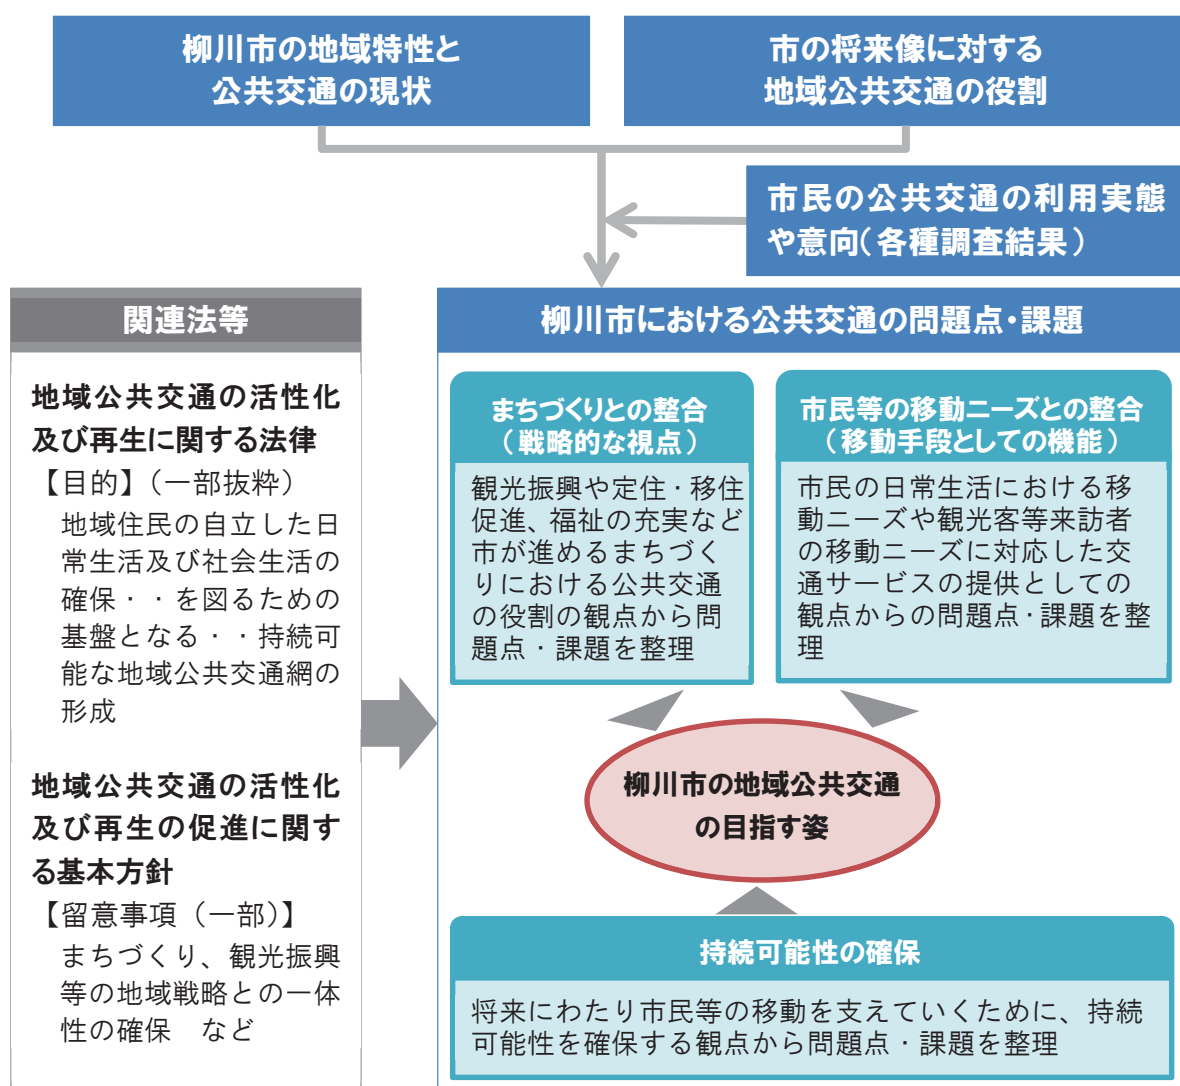 柳川市の地域特性と
公共交通の現状
市の将来像に対する
地域公共交通の役割
市民の公共交通の利用実態
や意向(各種調査結果)
関連法等
地域公共交通の活性化
及び再生に関する法律
【目的】（一部抜粋）
地域住民の自立した日
常生活及び社会生活の
確保・・を図るための
基盤となる・・持続可
能な地域公共交通網の
形成
地域公共交通の活性化
及び再生の促進に関す
る基本方針
【留意事項（一部）】
まちづくり、観光振興
等の地域戦略との一体
性の確保　など
柳川市における公共交通の問題点・課題
まちづくりとの整合
（戦略的な視点）
観光振興や定住・移住
促進、福祉の充実など
市が進めるまちづく
りにおける公共交通
の役割の観点から問
題点・課題を整理
市民等の移動ニーズとの整合
（移動手段としての機能）
市民の日常生活における移
動ニーズや観光客等来訪者
の移動ニーズに対応した交
通サービスの提供としての
観点からの問題点・課題を整
理
柳川市の地域公共交通
の目指す姿
持続可能性の確保
将来にわたり市民等の移動を支えていくために、持続
可能性を確保する観点から問題点・課題を整理